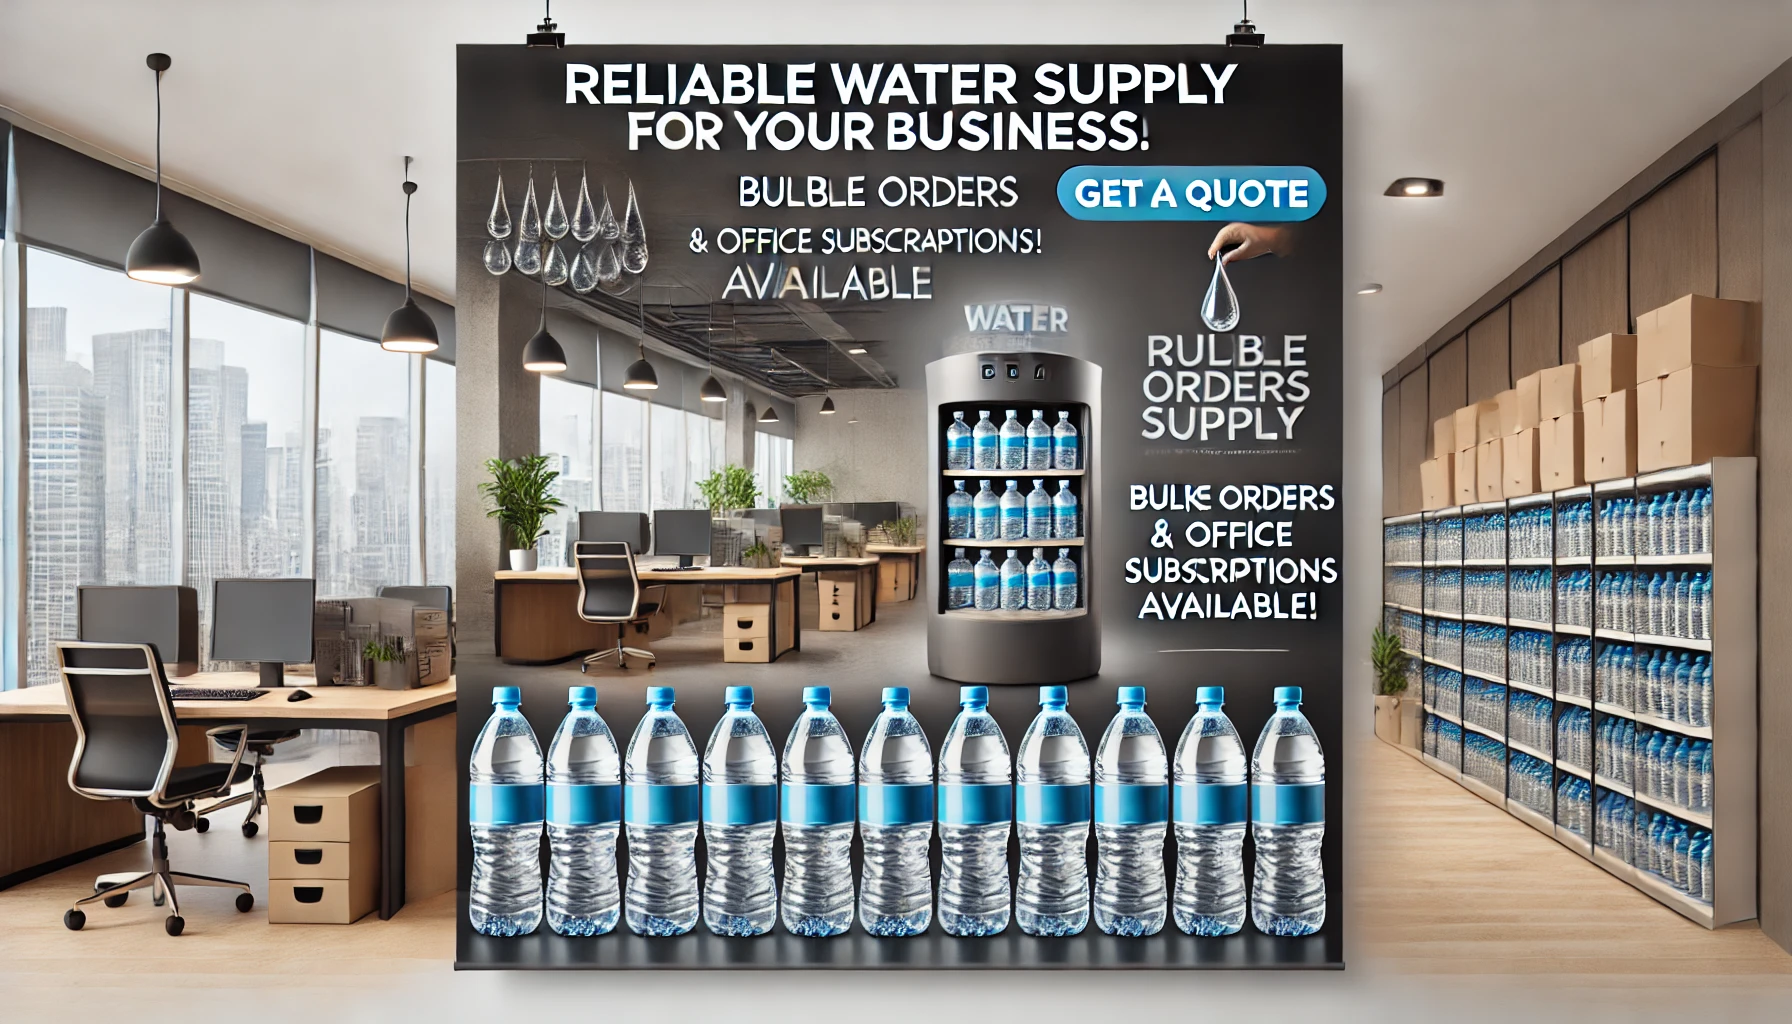 RELIABLE WATER SUPPLY
FOR YOUR BUSINESS!
BULBLE ORDERS
GET A QUOTE
& OFFICE SUBSCRAPTIONS!
AVAILABLE
WATER
RULBLE
ORDERS
SUPPLY
BULKE ORDERS
& OFFICE
SUBSCRPTIONS
AVAILABLE!